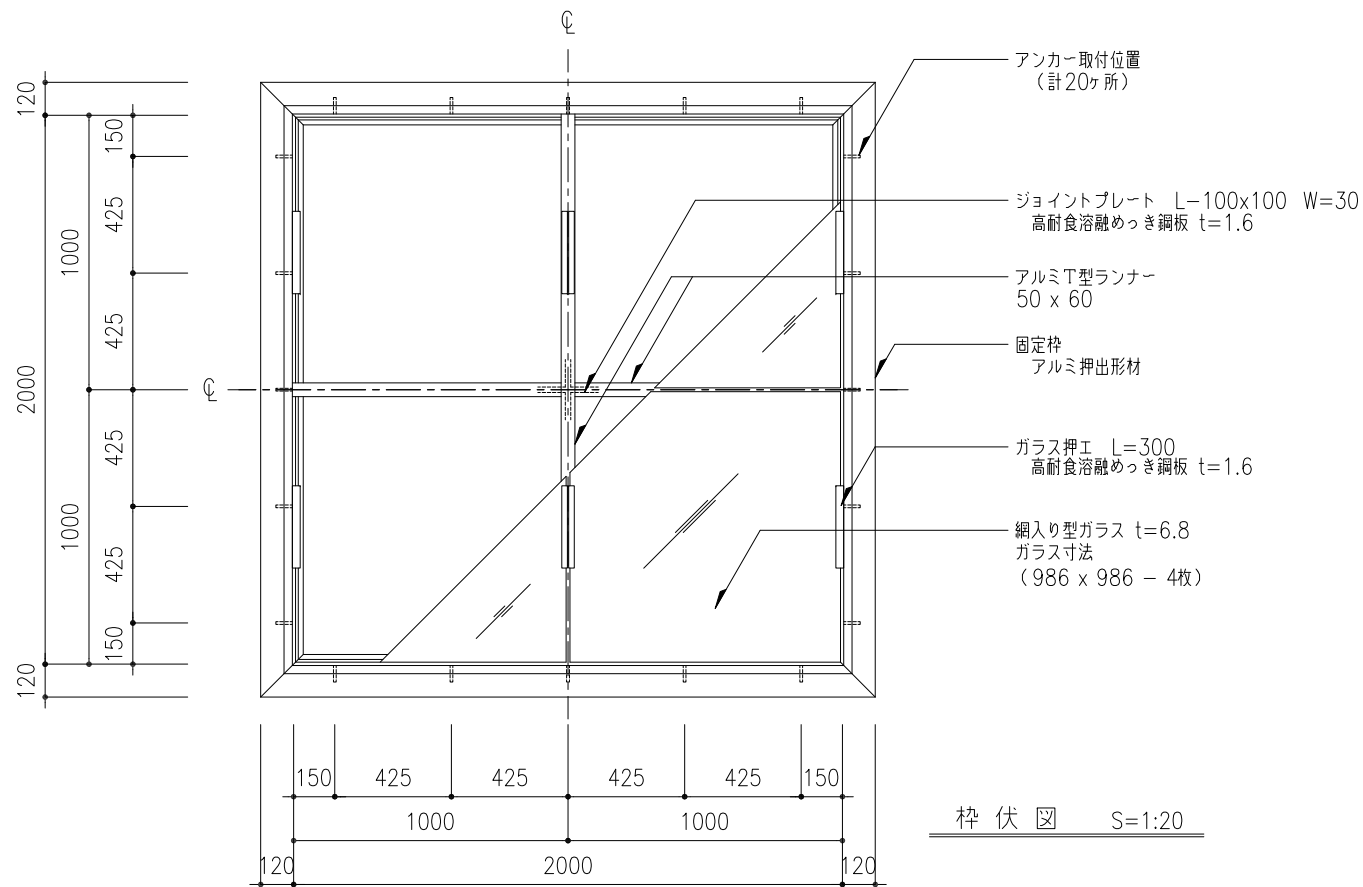 ℄
アンカー取付位置
（計20ヶ所）
ジョイントプレート L-100x100 W=30
高耐食溶融めっき鋼板 t=1.6
アルミT型ランナー
50 x 60
固定枠
アルミ押出形材
ガラス押エ L=300
高耐食溶融めっき鋼板 t=1.6
網入り型ガラス t=6.8
ガラス寸法
（986 x 986 - 4枚）
℄
120
2000
120
1000
1000
150
425
425
425
425
150
150 425 425 425 425 150
1000 1000
120 2000 120
枠伏図 S=1:20